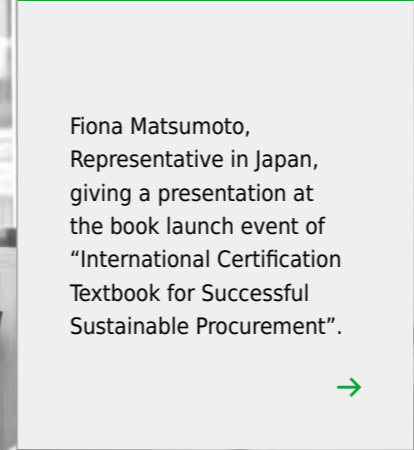 Fiona Matsumoto,
Representative in Japan,
giving a presentation at
the book launch event of
“International Certification
Textbook for Successful
Sustainable Procurement”.